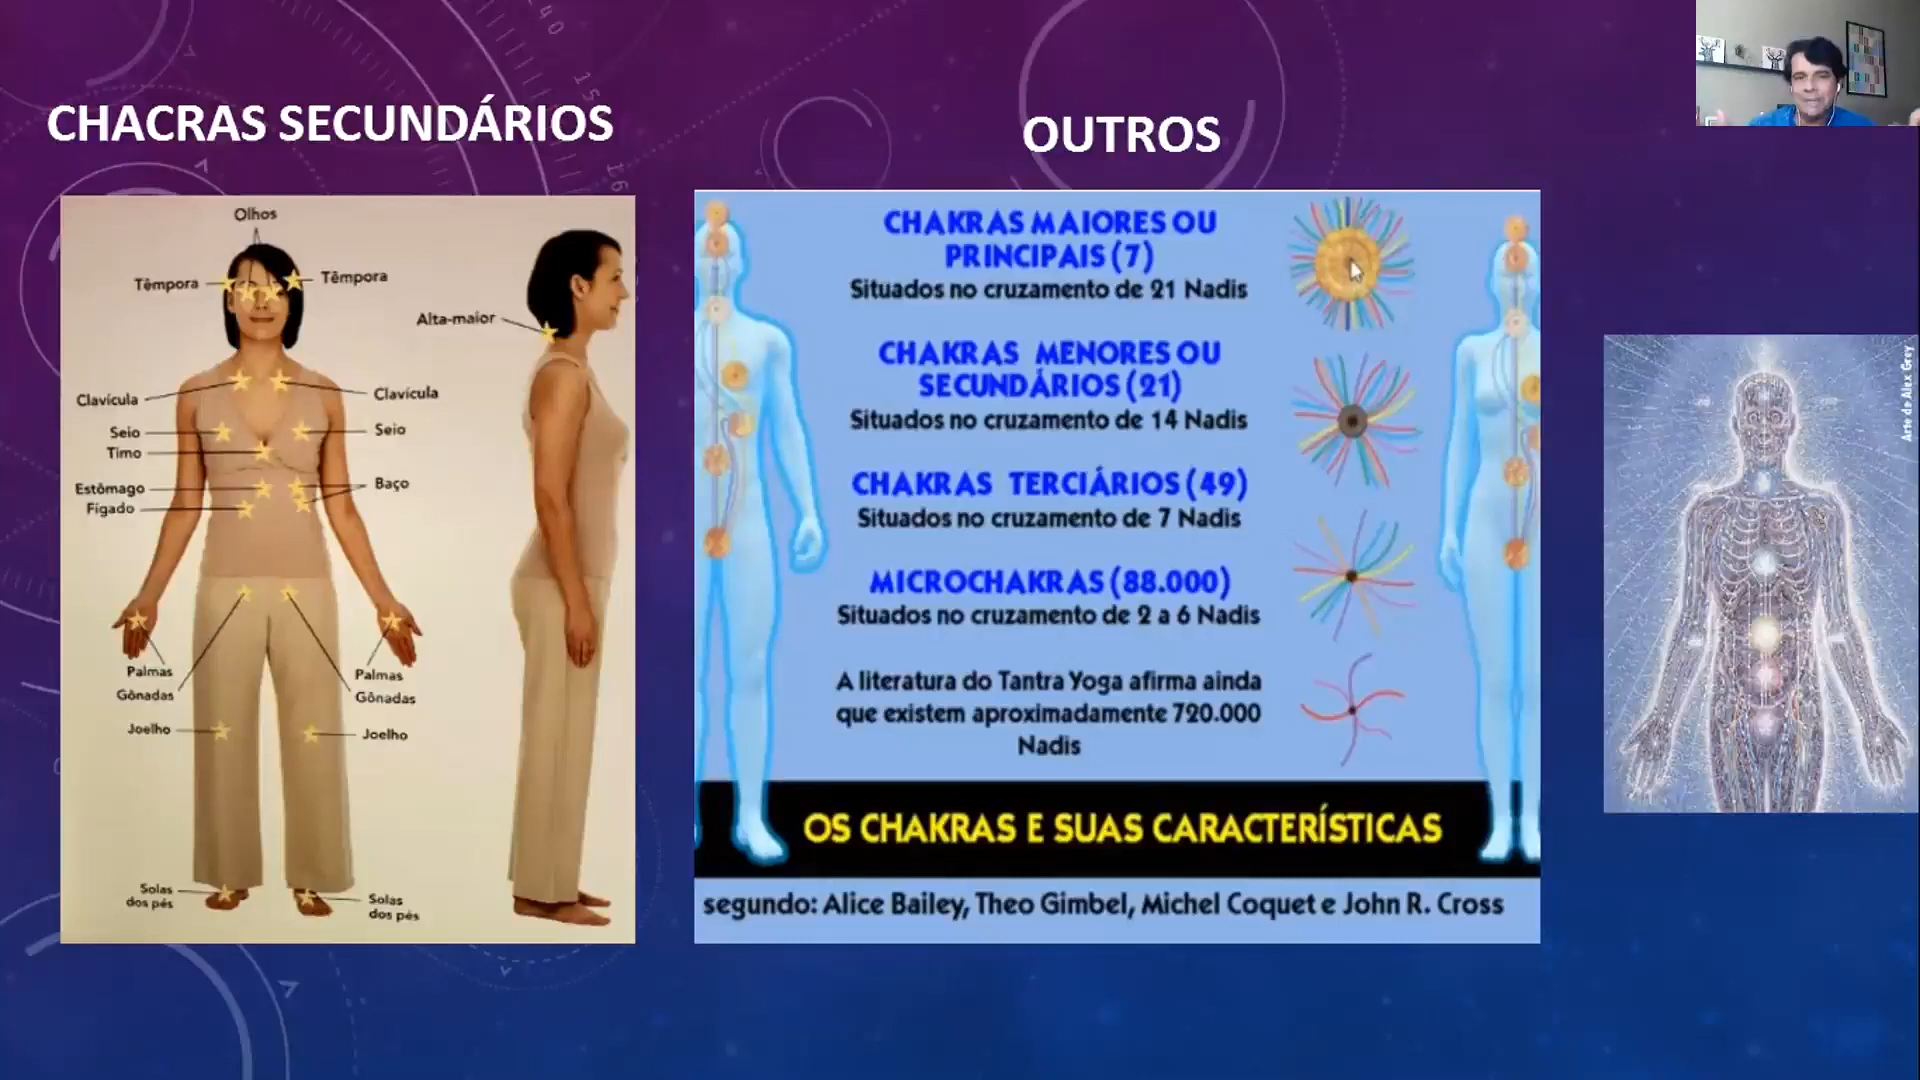 CHACRAS SECUNDÁRIOS
Olhos
Têmpora
Têmpora
Alta-maior
Clavícula
Clavícula
Seio
Seio
Timo
Estômago
Baço
Fígado
Palmas
Palmas
Gônadas
Gônadas
Joelho
Joelho
Solas
dos pés
Solas
dos pés
OUTROS
CHAKRAS MAIORES OU
PRINCIPAIS (7)
Situados no cruzamento de 21 Nadis
CHAKRAS MENORES OU
SECUNDÁRIOS (21)
Situados no cruzamento de 14 Nadis
CHAKRAS TERCIÁRIOS (49)
Situados no cruzamento de 7 Nadis
MICROCHAKRAS (88.000)
Situados no cruzamento de 2 a 6 Nadis
A literatura do Tantra Yoga afirma ainda
que existem aproximadamente 720.000
Nadis
OS CHAKRAS E SUAS CARACTERÍSTICAS
segundo: Alice Bailey, Theo Gimbel, Michel Coquet e John R. Cross
Arte de Alex Grey